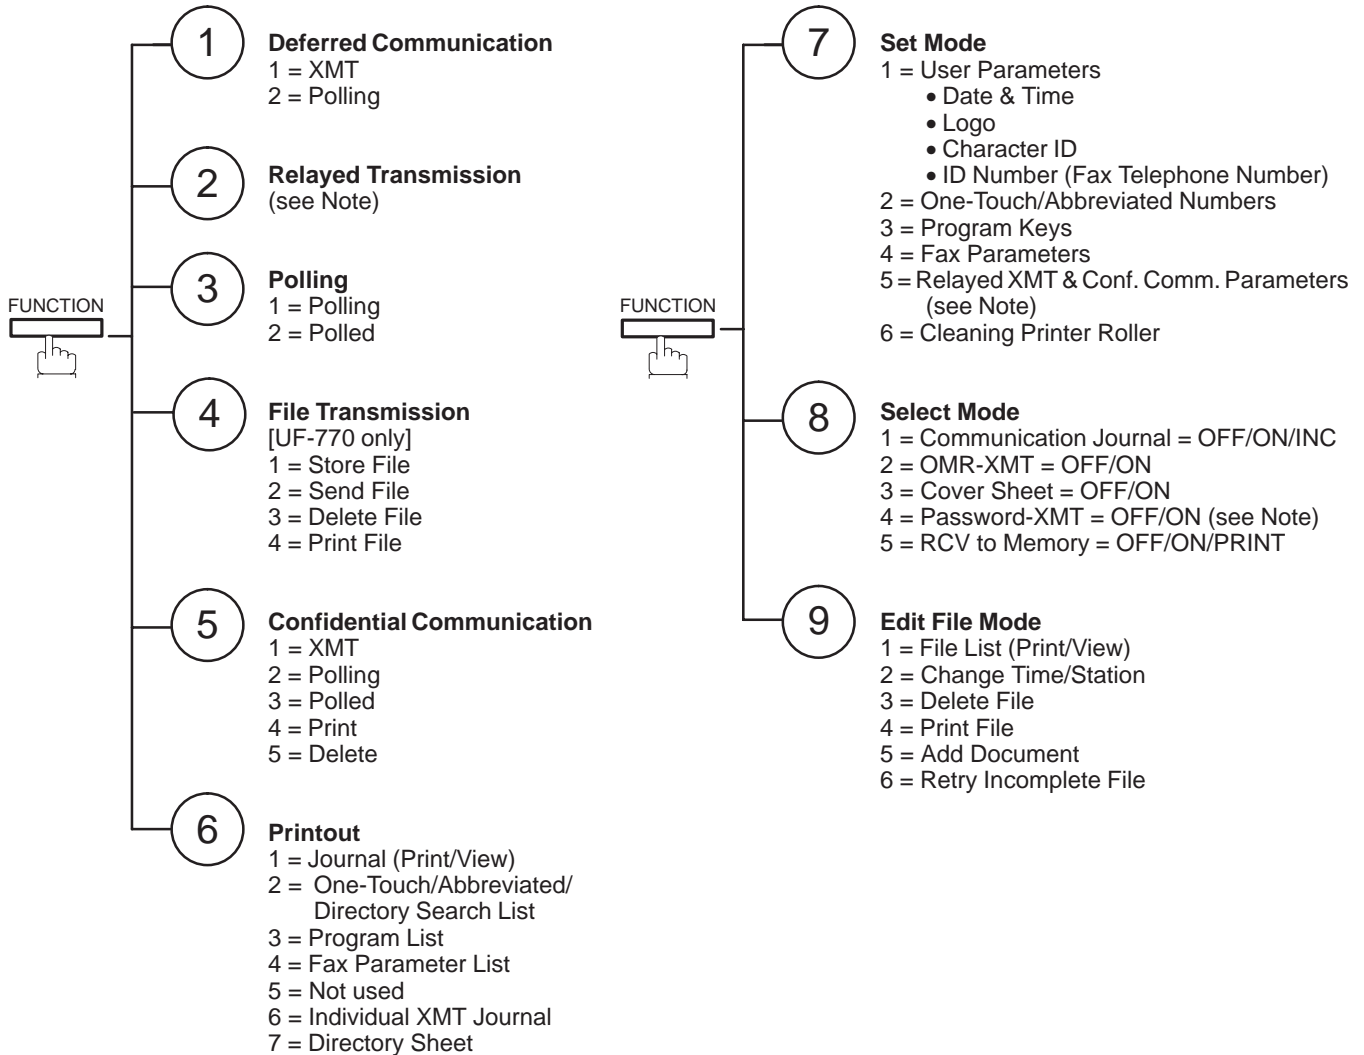 FUNCTION
1
Deferred Communication
1 = XMT
2 = Polling
2
Relayed Transmission
(see Note)
3
Polling
1 = Polling
2 = Polled
4
File Transmission
[UF-770 only]
1 = Store File
2 = Send File
3 = Delete File
4 = Print File
5
Confidential Communication
1 = XMT
2 = Polling
3 = Polled
4 = Print
5 = Delete
6
Printout
1 = Journal (Print/View)
2 = One-Touch/Abbreviated/
Directory Search List
3 = Program List
4 = Fax Parameter List
5 = Not used
6 = Individual XMT Journal
7 = Directory Sheet
FUNCTION
7
Set Mode
1 = User Parameters
• Date & Time
• Logo
• Character ID
• ID Number (Fax Telephone Number)
2 = One-Touch/Abbreviated Numbers
3 = Program Keys
4 = Fax Parameters
5 = Relayed XMT & Conf. Comm. Parameters
(see Note)
6 = Cleaning Printer Roller
8
Select Mode
1 = Communication Journal = OFF/ON/INC
2 = OMR-XMT = OFF/ON
3 = Cover Sheet = OFF/ON
4 = Password-XMT = OFF/ON (see Note)
5 = RCV to Memory = OFF/ON/PRINT
9
Edit File Mode
1 = File List (Print/View)
2 = Change Time/Station
3 = Delete File
4 = Print File
5 = Add Document
6 = Retry Incomplete File